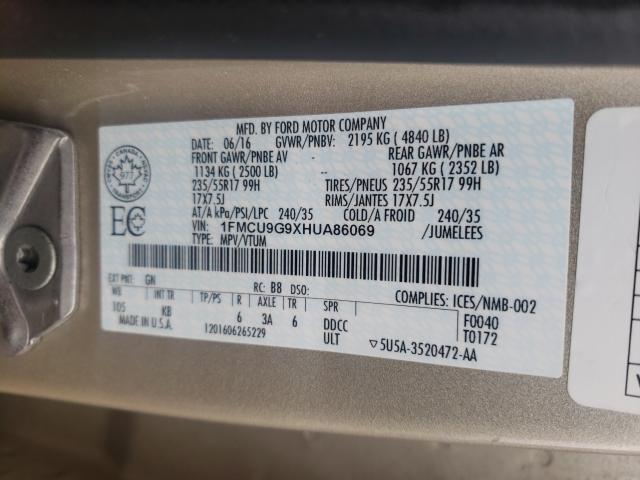 MFD. BY FORD MOTOR COMPANY
DATE: 06/16 GVWR/PNBV: 2195 KG ( 4840 LB)
FRONT GAWR/PNBE AV REAR GAWR/PNBE AR
1134 KG ( 2500 LB) 1067 KG ( 2352 LB)
235/55R17 99H TIRES/PNEUS 235/55R17 99H
17X7.5J RIMS/JANTES 17X7.5J
AT/A kPa/PSI/LPC 240/35 COLD/A FROID 240/35
VIN: 1FMCU9G9XHUA86069 /JUMELEES
TYPE: MPV/VTUM
CANADA
977
TRANSPORT
EC
EXT PNT: GN RC: B8 DSO:
WB INT TR TP/PS R AXLE TR SPR COMPLIES: ICES/NMB-002
105 KB 6 3A 6 DDCC F0040
MADE IN U.S.A. 1201606265229 ULT T0172
▽5U5A-3520472-AA